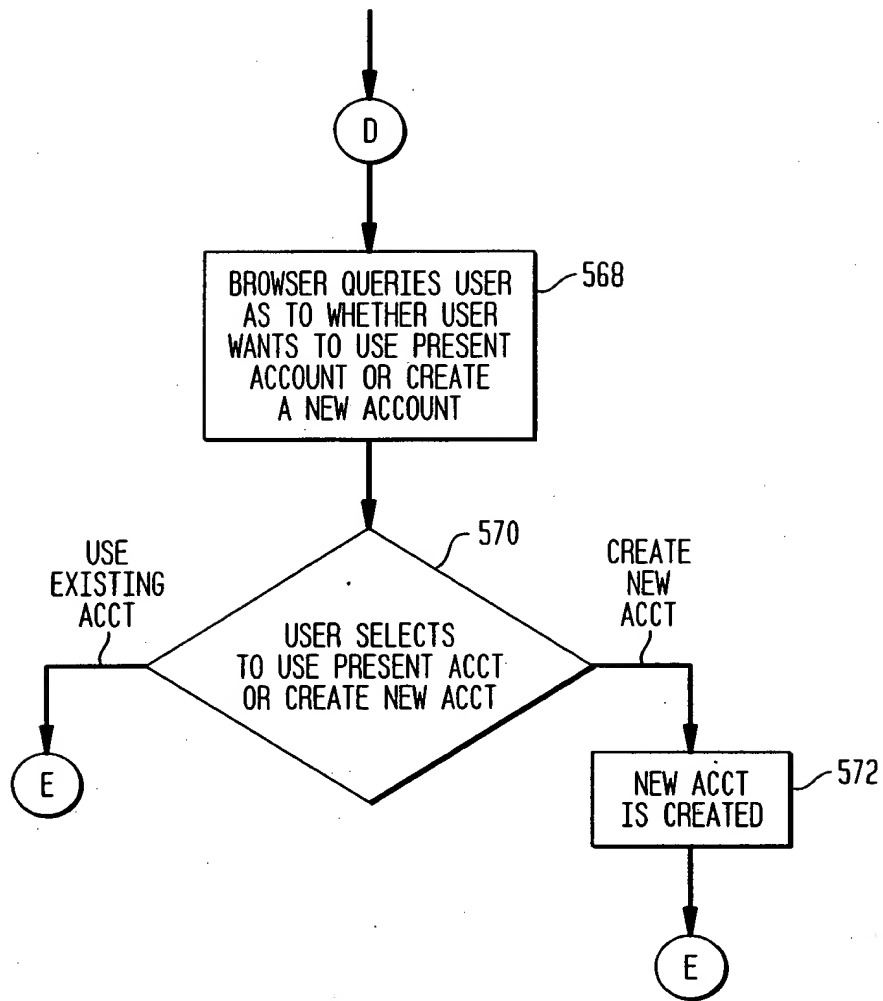 D
BROWSER QUERIES USER
AS TO WHETHER USER
WANTS TO USE PRESENT
ACCOUNT OR CREATE
A NEW ACCOUNT
568
570
USE
EXISTING
ACCT
CREATE
NEW
ACCT
USER SELECTS
TO USE PRESENT ACCT
OR CREATE NEW ACCT
E
NEW ACCT
IS CREATED
572
E